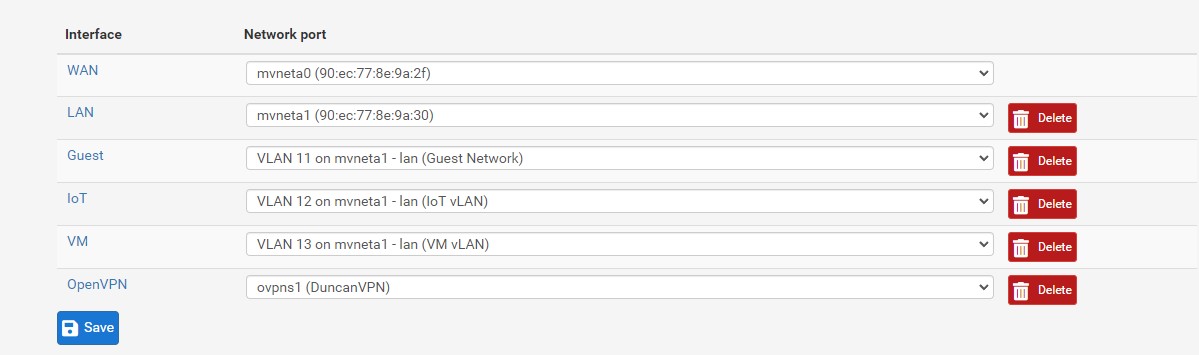 Interface Network port
WAN mvneta0 (90:ec:77:8e:9a:2f)
LAN mvneta1 (90:ec:77:8e:9a:30) Delete
Guest VLAN 11 on mvneta1 - lan (Guest Network) Delete
IoT VLAN 12 on mvneta1 - lan (IoT vLAN) Delete
VM VLAN 13 on mvneta1 - lan (VM vLAN) Delete
OpenVPN ovpns1 (DuncanVPN) Delete
Save